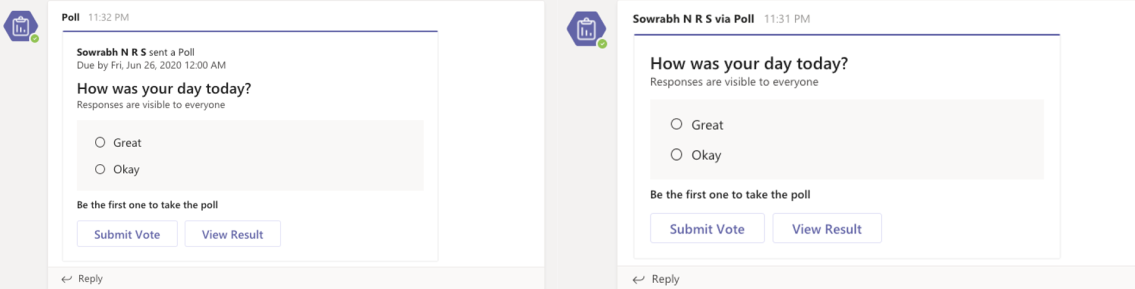 Poll 11:32 PM
Sowrabh N R S sent a Poll
Due by Fri, Jun 26, 2020 12:00 AM
How was your day today?
Responses are visible to everyone
Great
Okay
Be the first one to take the poll
Submit Vote View Result
Reply
Sowrabh N R S via Poll 11:31 PM
How was your day today?
Responses are visible to everyone
Great
Okay
Be the first one to take the poll
Submit Vote View Result
Reply